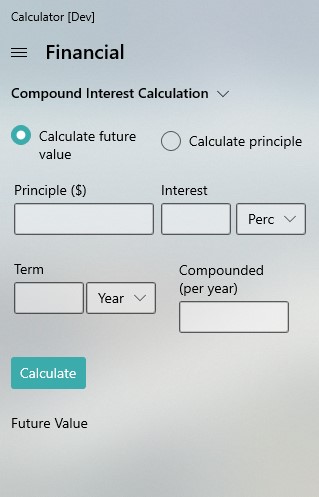 Calculator [Dev]
Financial
Compound Interest Calculation
Calculate future
value
Calculate principle
Principle ($)
Interest
Perc
Term
Year
Compounded
(per year)
Calculate
Future Value